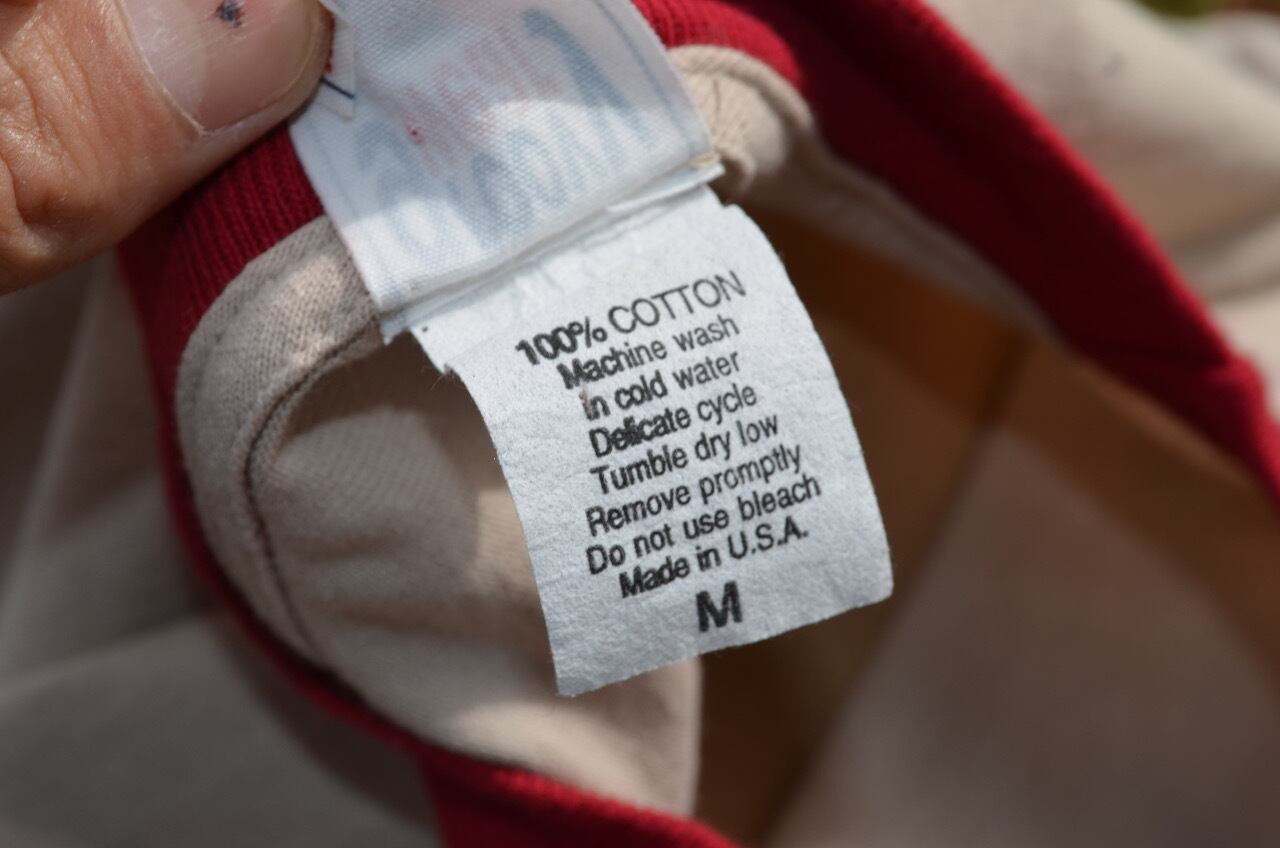 100% COTTON
Machine wash
In cold water
Delicate cycle
Tumble dry low
Remove promptly
Do not use bleach
Made in U.S.A.
M